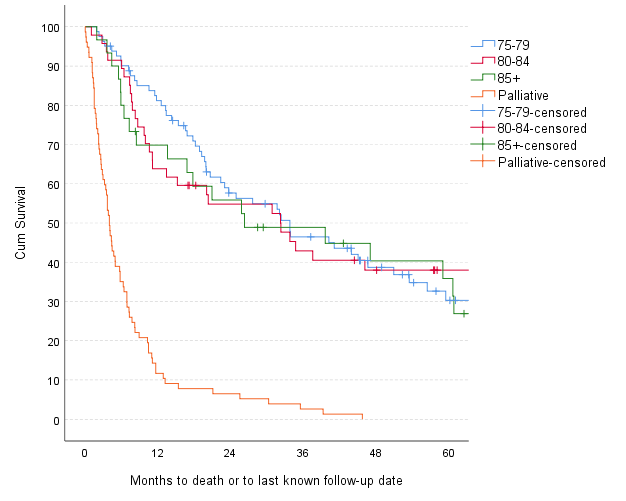 100
90
80
70
60
50
40
30
20
10
0
Cum Survival
0 12 24 36 48 60
Months to death or to last known follow-up date
75-79
80-84
85+
Palliative
75-79-censored
80-84-censored
85+-censored
Palliative-censored